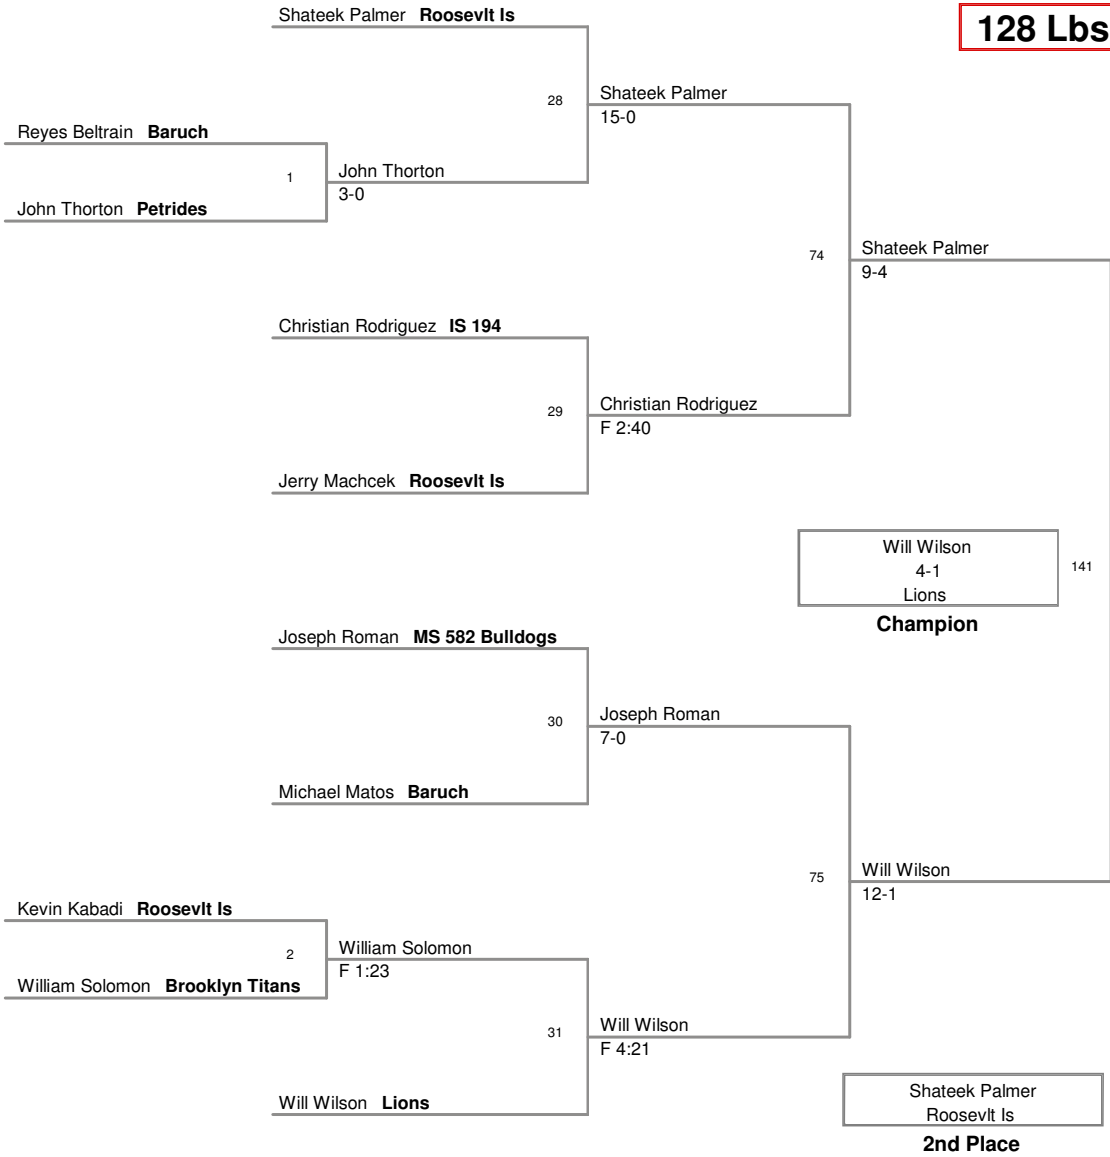 Shateek Palmer Roosevlt Is
128 Lbs
28
Shateek Palmer
15-0
Reyes Beltrain Baruch
1
John Thorton
3-0
John Thorton Petrides
74
Shateek Palmer
9-4
Christian Rodriguez IS 194
29
Christian Rodriguez
F 2:40
Jerry Machcek Roosevlt Is
Will Wilson
4-1
Lions
141
Champion
Joseph Roman MS 582 Bulldogs
30
Joseph Roman
7-0
Michael Matos Baruch
75
Will Wilson
12-1
Kevin Kabadi Roosevlt Is
2
William Solomon
F 1:23
William Solomon Brooklyn Titans
31
Will Wilson
F 4:21
Will Wilson Lions
Shateek Palmer
Roosevlt Is
2nd Place